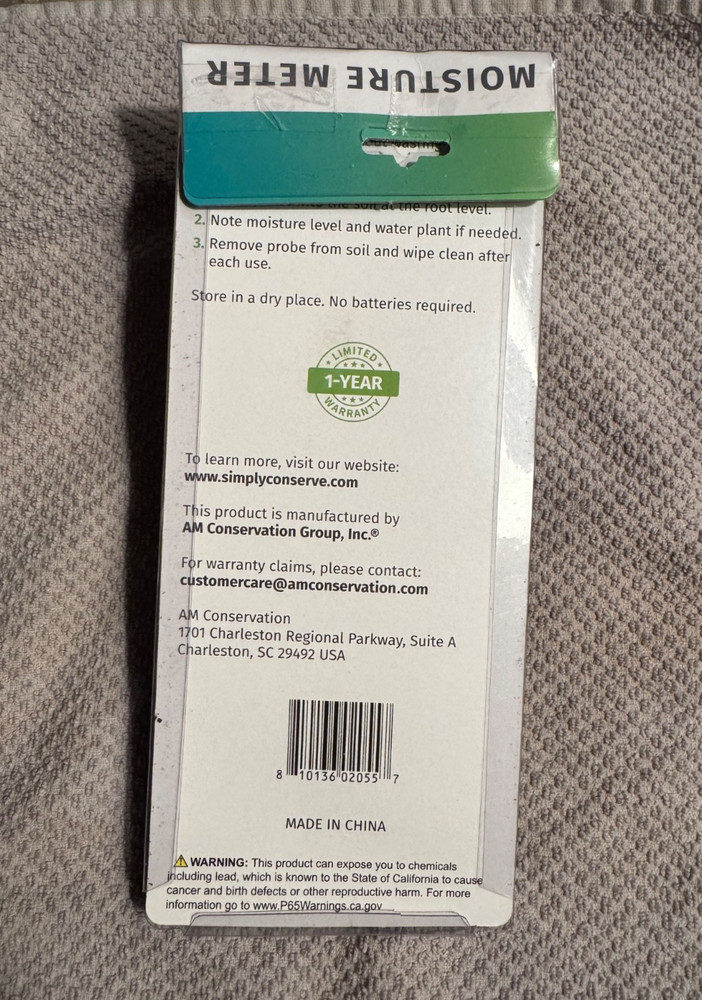 MOISTURE METER
the soil at the root level.
2. Note moisture level and water plant if needed.
3. Remove probe from soil and wipe clean after
each use.
Store in a dry place. No batteries required.
LIMITED
1-YEAR
WARRANTY
To learn more, visit our website:
www.simplyconserve.com
This product is manufactured by
AM Conservation Group, Inc.®
For warranty claims, please contact:
customercare@amconservation.com
AM Conservation
1701 Charleston Regional Parkway, Suite A
Charleston, SC 29492 USA
8 10136 02055 7
MADE IN CHINA
⚠ WARNING: This product can expose you to chemicals
including lead, which is known to the State of California to cause
cancer and birth defects or other reproductive harm. For more
information go to www.P65Warnings.ca.gov